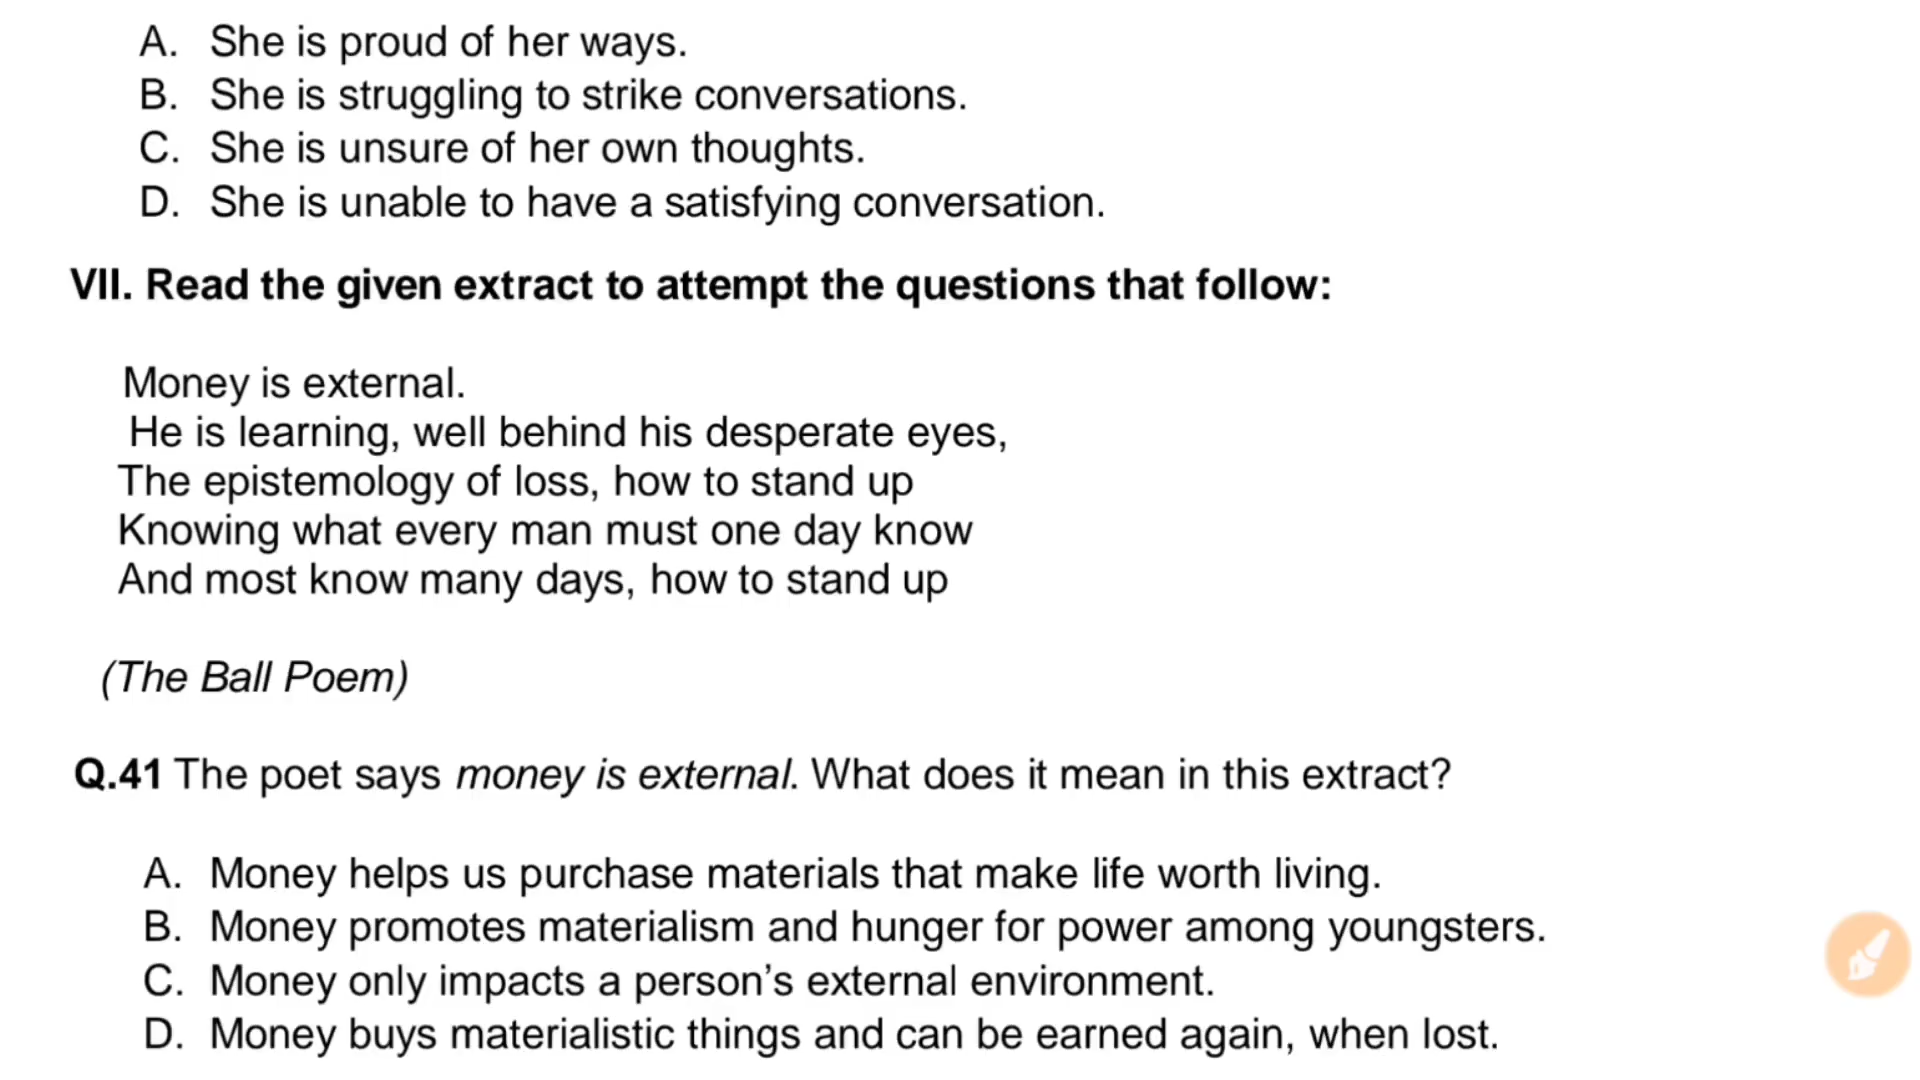 A. She is proud of her ways.
B. She is struggling to strike conversations.
C. She is unsure of her own thoughts.
D. She is unable to have a satisfying conversation.
VII. Read the given extract to attempt the questions that follow:
Money is external.
He is learning, well behind his desperate eyes,
The epistemology of loss, how to stand up
Knowing what every man must one day know
And most know many days, how to stand up
(The Ball Poem)
Q.41 The poet says money is external. What does it mean in this extract?
A. Money helps us purchase materials that make life worth living.
B. Money promotes materialism and hunger for power among youngsters.
C. Money only impacts a person’s external environment.
D. Money buys materialistic things and can be earned again, when lost.